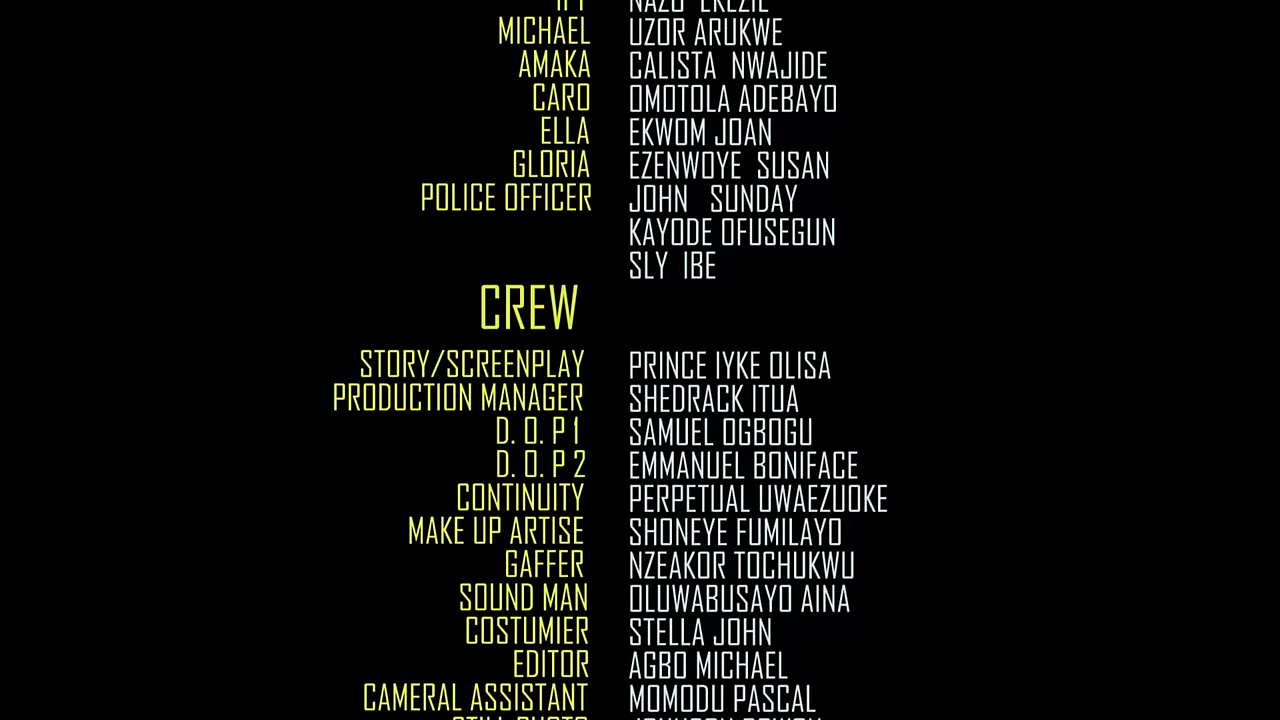 MICHAEL UZOR ARUKWE
AMAKA CALISTA NWAJIDE
CARO OMOTOLA ADEBAYO
ELLA EKWOM JOAN
GLORIA EZENWOYE SUSAN
POLICE OFFICER JOHN SUNDAY
KAYODE OFUSEGUN
SLY IBE
CREW
STORY/SCREENPLAY PRINCE IYKE OLISA
PRODUCTION MANAGER SHEDRACK ITUA
D. O. P 1 SAMUEL OGBOGU
D. O. P 2 EMMANUEL BONIFACE
CONTINUITY PERPETUAL UWAEZUOKE
MAKE UP ARTISE SHONEYE FUMILAYO
GAFFER NZEAKOR TOCHUKWU
SOUND MAN OLUWABUSAYO AINA
COSTUMIER STELLA JOHN
EDITOR AGBO MICHAEL
CAMERAL ASSISTANT MOMODU PASCAL